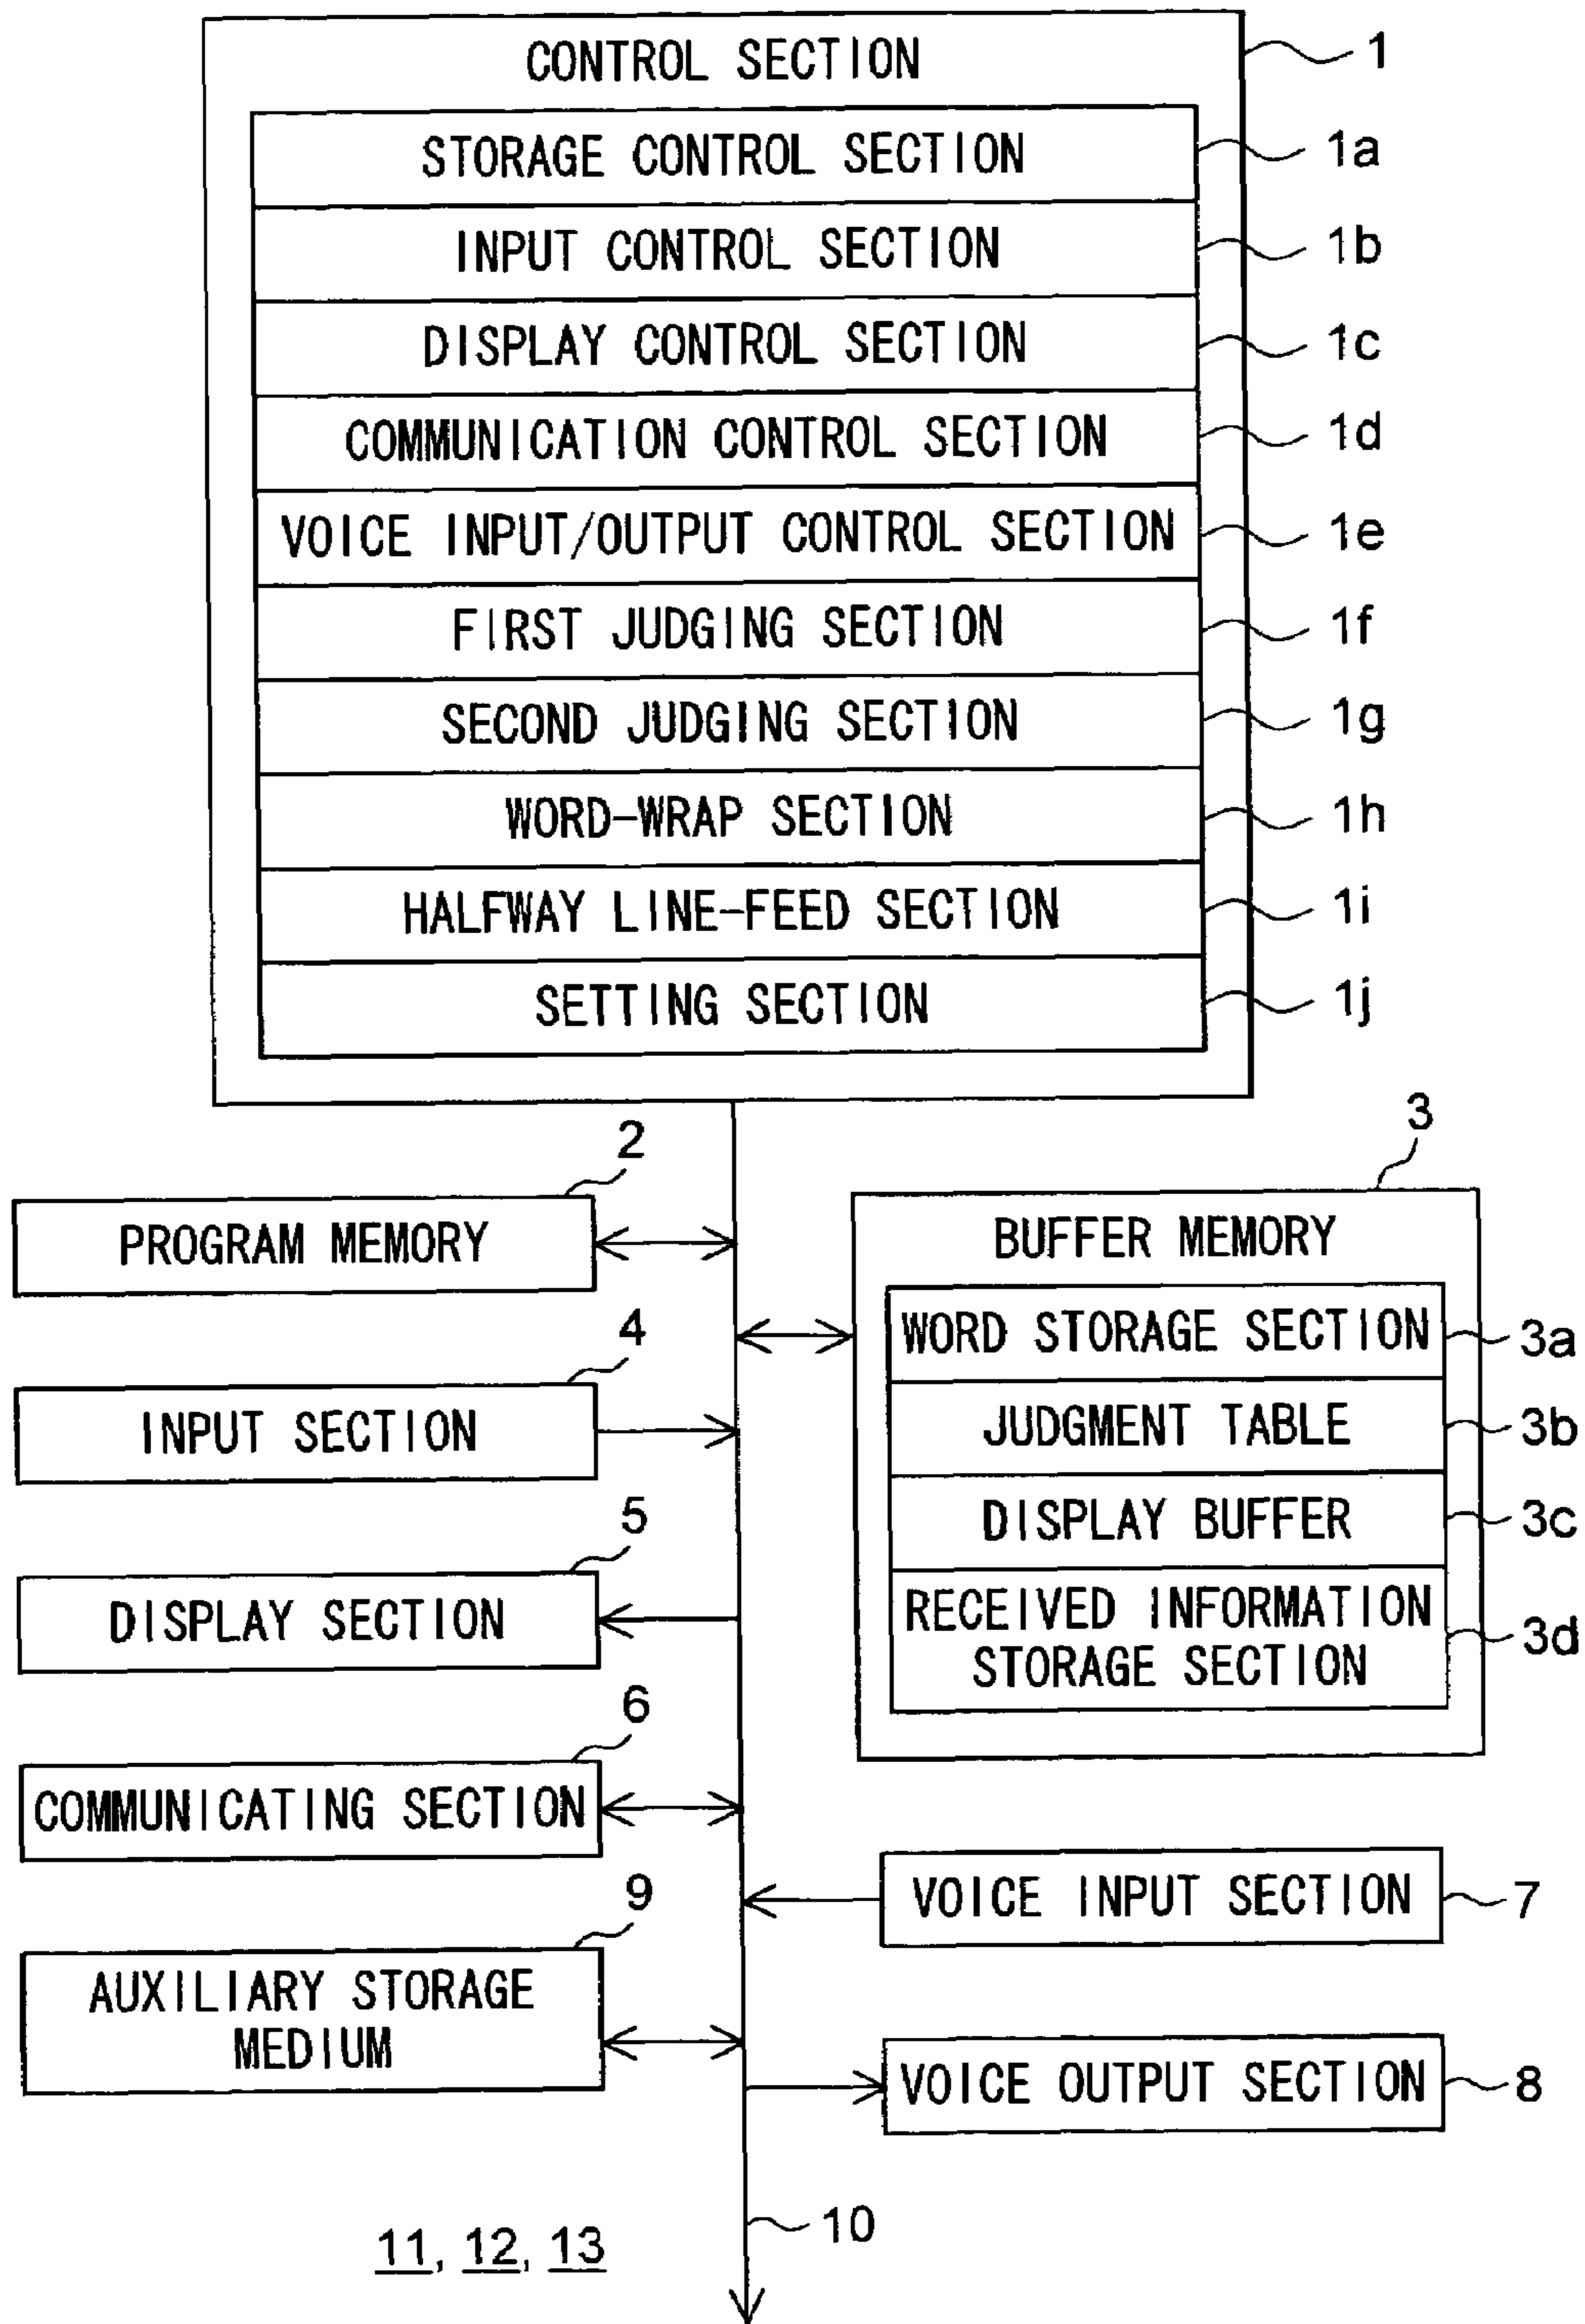 CONTROL SECTION
1
STORAGE CONTROL SECTION
1a
INPUT CONTROL SECTION
1b
DISPLAY CONTROL SECTION
1c
COMMUNICATION CONTROL SECTION
1d
VOICE INPUT/OUTPUT CONTROL SECTION
1e
FIRST JUDGING SECTION
1f
SECOND JUDGING SECTION
1g
WORD-WRAP SECTION
1h
HALFWAY LINE-FEED SECTION
1i
SETTING SECTION
1j
2
PROGRAM MEMORY
3
BUFFER MEMORY
WORD STORAGE SECTION
3a
JUDGMENT TABLE
3b
DISPLAY BUFFER
3c
RECEIVED INFORMATION
STORAGE SECTION
3d
4
INPUT SECTION
5
DISPLAY SECTION
6
COMMUNICATING SECTION
VOICE INPUT SECTION
7
9
AUXILIARY STORAGE
MEDIUM
VOICE OUTPUT SECTION
8
10
11, 12, 13